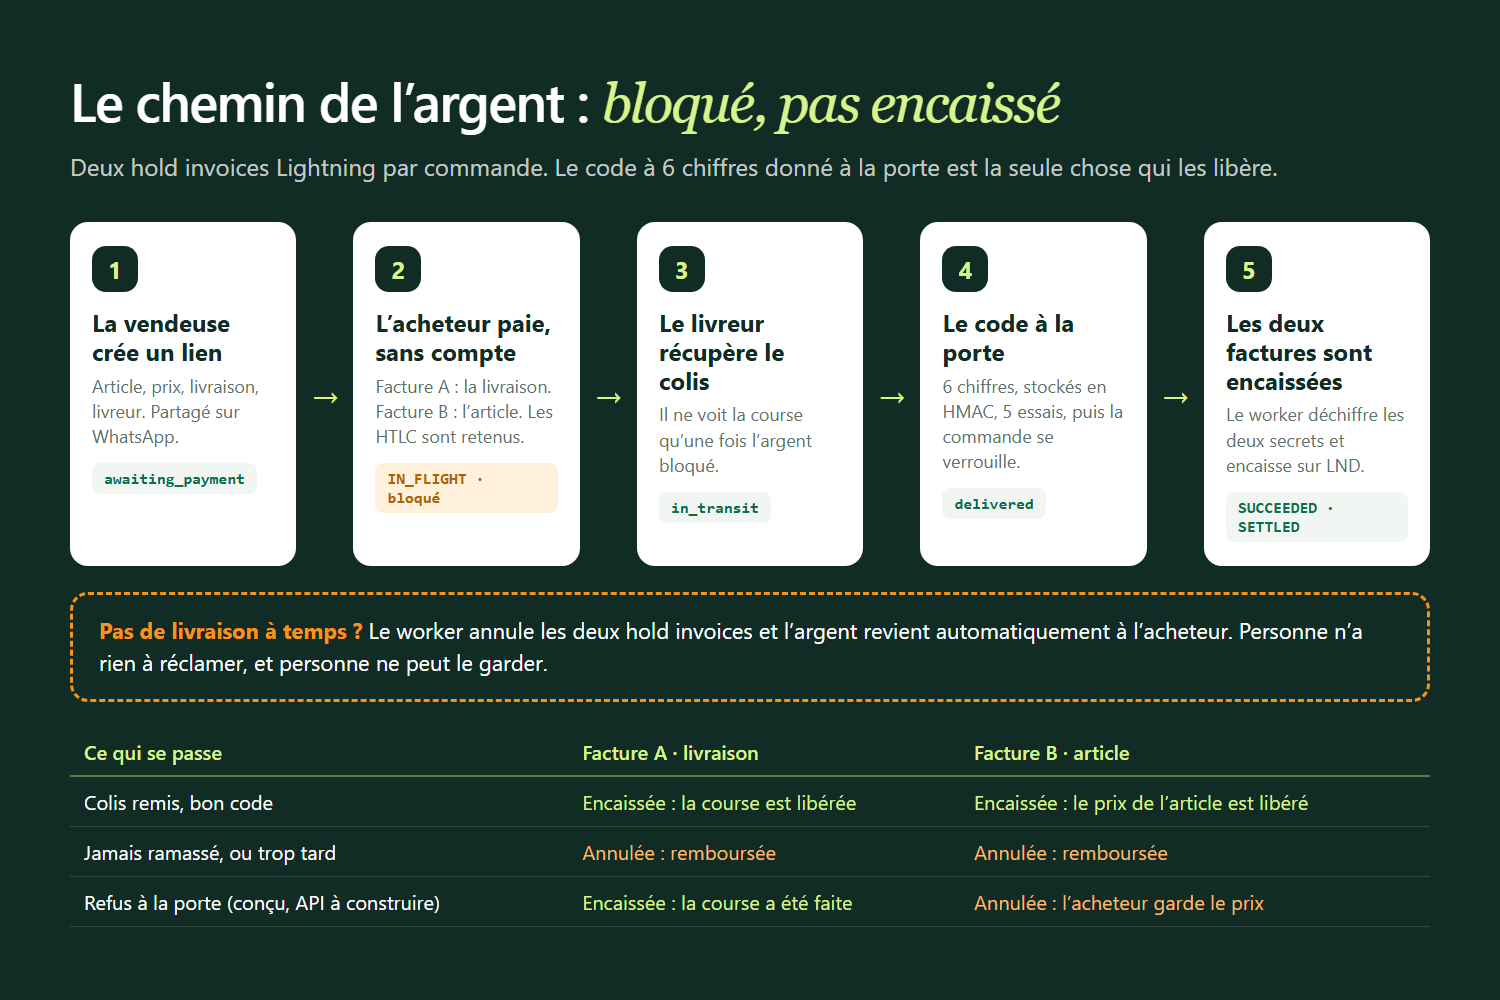 Le chemin de l’argent : bloqué, pas encaissé
Deux hold invoices Lightning par commande. Le code à 6 chiffres donné à la porte est la seule chose qui les libère.
1
La vendeuse
crée un lien
Article, prix, livraison,
livreur. Partagé sur
WhatsApp.
awaiting_payment
→
2
L’acheteur paie,
sans compte
Facture A : la livraison.
Facture B : l’article. Les
HTLC sont retenus.
IN_FLIGHT ·
bloqué
→
3
Le livreur
récupère le
colis
Il ne voit la course
qu’une fois l’argent
bloqué.
in_transit
→
4
Le code à la
porte
6 chiffres, stockés en
HMAC, 5 essais, puis la
commande se
verrouille.
delivered
→
5
Les deux
factures sont
encaissées
Le worker déchiffre les
deux secrets et
encaisse sur LND.
SUCCEEDED ·
SETTLED
Pas de livraison à temps ? Le worker annule les deux hold invoices et l’argent revient automatiquement à l’acheteur. Personne n’a
rien à réclamer, et personne ne peut le garder.
Ce qui se passe Facture A · livraison Facture B · article
Colis remis, bon code Encaissée : la course est libérée Encaissée : le prix de l’article est libéré
Jamais ramassé, ou trop tard Annulée : remboursée Annulée : remboursée
Refus à la porte (conçu, API à construire) Encaissée : la course a été faite Annulée : l’acheteur garde le prix